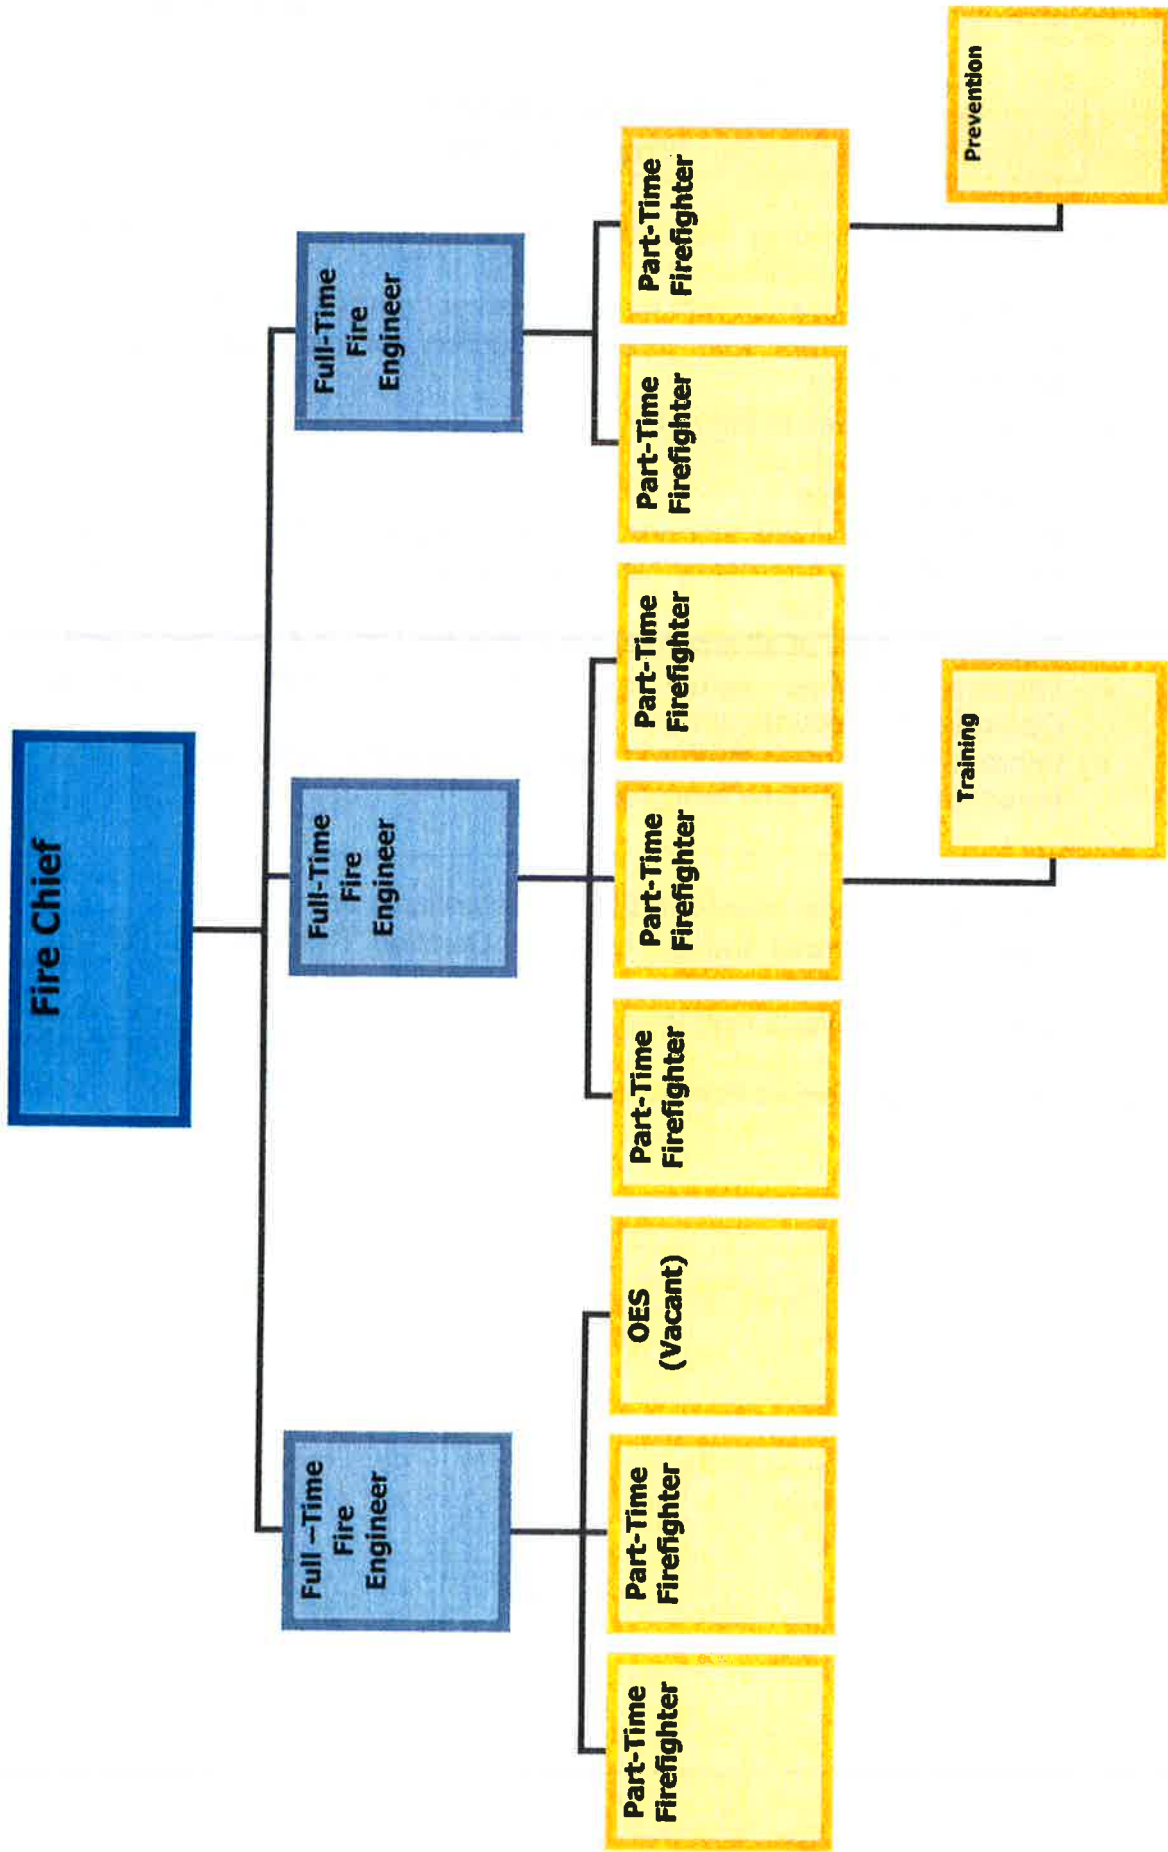 Fire Chief
Full –Time
Fire
Engineer
Full-Time
Fire
Engineer
Full-Time
Fire
Engineer
Part-Time
Firefighter
Part-Time
Firefighter
OES
(Vacant)
Part-Time
Firefighter
Part-Time
Firefighter
Part-Time
Firefighter
Part-Time
Firefighter
Part-Time
Firefighter
Training
Prevention